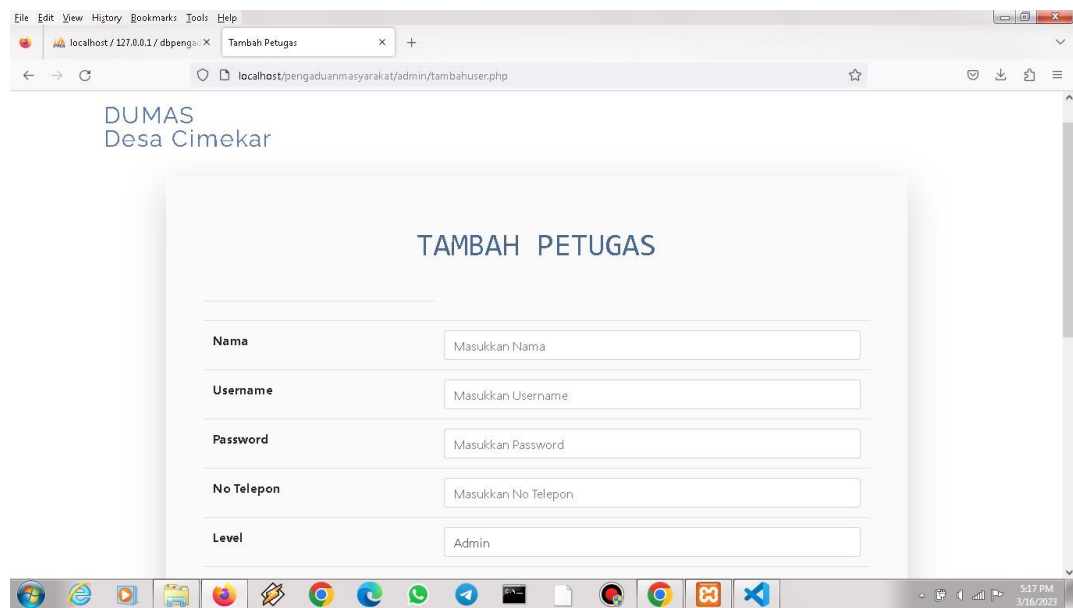 File Edit View History Bookmarks Tools Help
localhost / 127.0.0.1 / dbpengad
Tambah Petugas
localhost/pengaduanmasyarakat/admin/tambahuser.php
DUMAS
Desa Cimekar
TAMBAH PETUGAS
Nama
Masukkan Nama
Username
Masukkan Username
Password
Masukkan Password
No Telepon
Masukkan No Telepon
Level
Admin
5:17 PM
3/16/2023